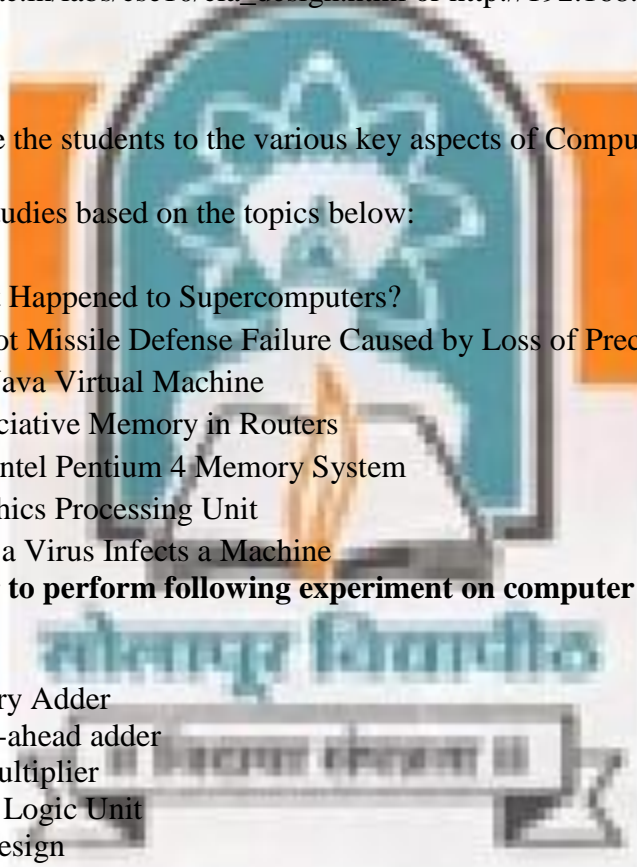 e the students to the various key aspects of Compu
tudies based on the topics below:
Happened to Supercomputers?
ot Missile Defense Failure Caused by Loss of Prec
Java Virtual Machine
ciative Memory in Routers
ntel Pentium 4 Memory System
hics Processing Unit
a Virus Infects a Machine
to perform following experiment on computer
ry Adder
-ahead adder
ultiplier
Logic Unit
esign